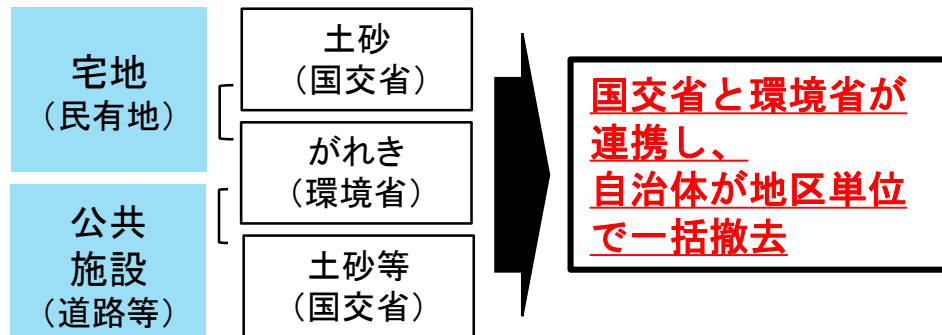 宅地
（民有地）
公共
施設
（道路等）
土砂
（国交省）
がれき
（環境省）
土砂等
（国交省）
国交省と環境省が
連携し、
自治体が地区単位
で一括撤去